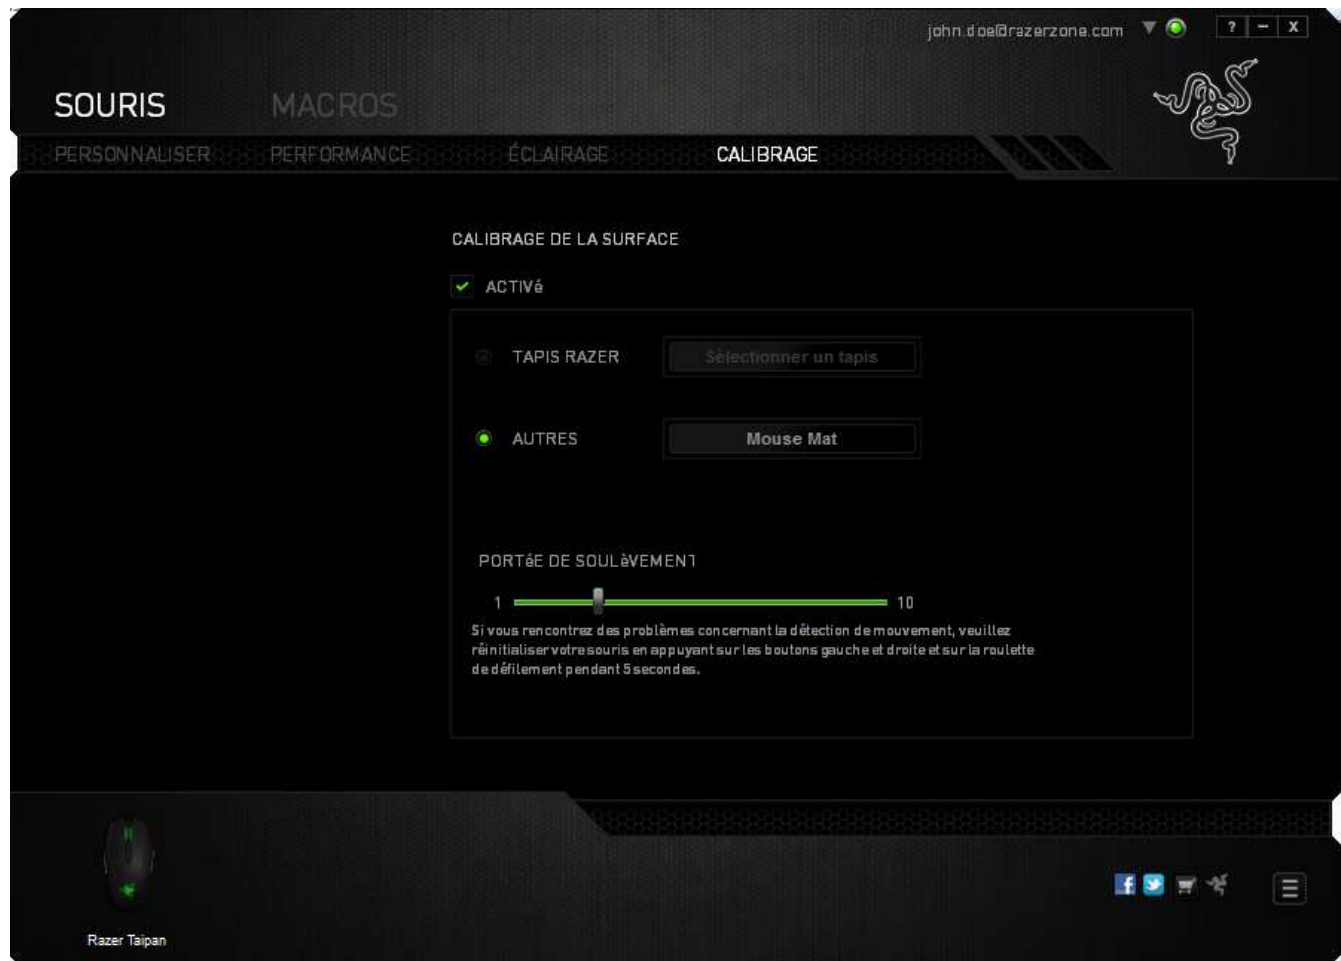 john.doe@razerzone.com ? – X
SOURIS MACROS
PERSONNALISER PERFORMANCE ÉCLAIRAGE CALIBRAGE
CALIBRAGE DE LA SURFACE
ACTIVé
TAPIS RAZER Sélectionner un tapis
AUTRES Mouse Mat
PORTéE DE SOULèVEMENT
1 10
Si vous rencontrez des problèmes concernant la détection de mouvement, veuillez
réinitialiser votre souris en appuyant sur les boutons gauche et droite et sur la roulette
de défilement pendant 5 secondes.
Razer Taipan